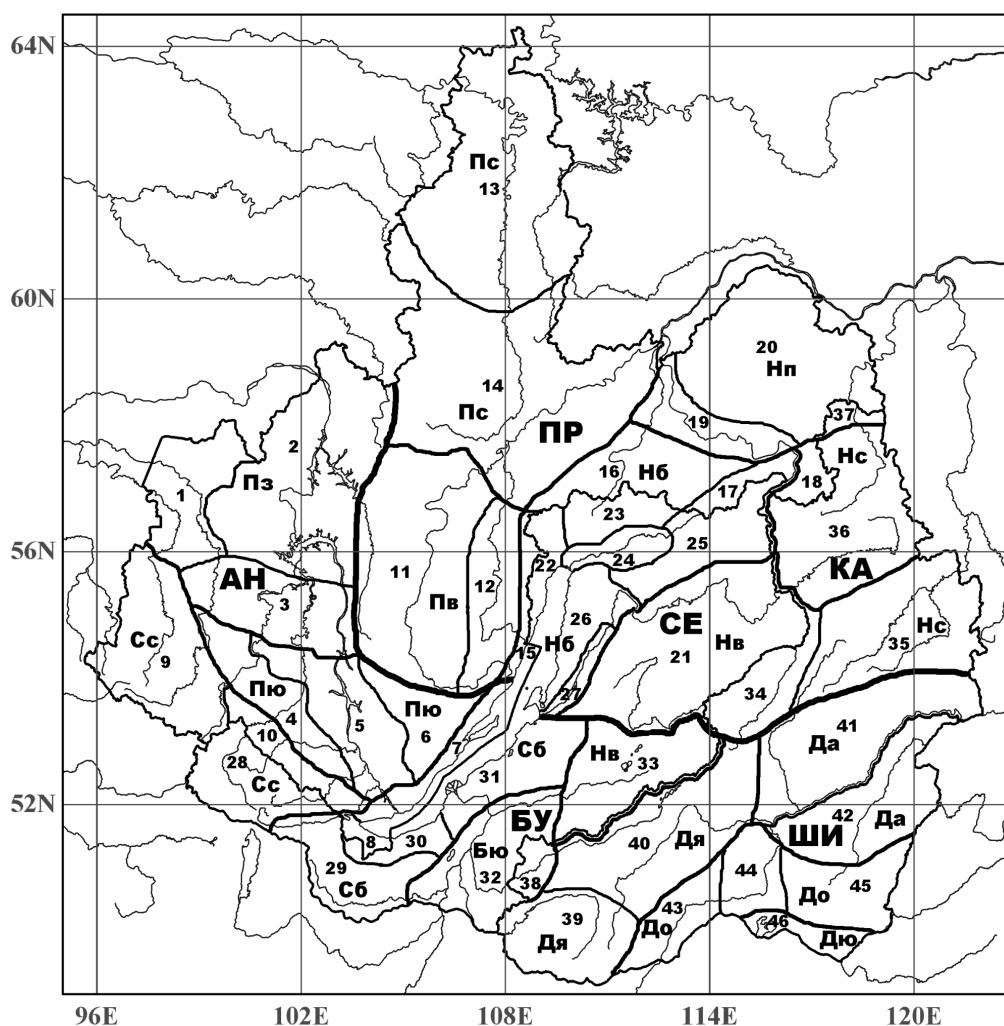 64N
Пс
13
60N
20
Нп
14
Пс
ПР
19
37
2
Пз
16
Нб
Нс
17
18
1
23
36
56N
АН
22
24
25
КА
11
12
3
Пв
26
СЕ
Нс
Сс
15
Нб
Нв
35
9
21
Пю
27
34
4
5
Пю
10
6
7
Сб
Нв
41
Да
28
Сс
31
33
52N
БУ
42
Да
8
30
40
Дя
ШИ
Бю
29
Сб
32
38
44
45
До
39
43
46
Дя
До
Дю
96E 102E 108E 114E 120E